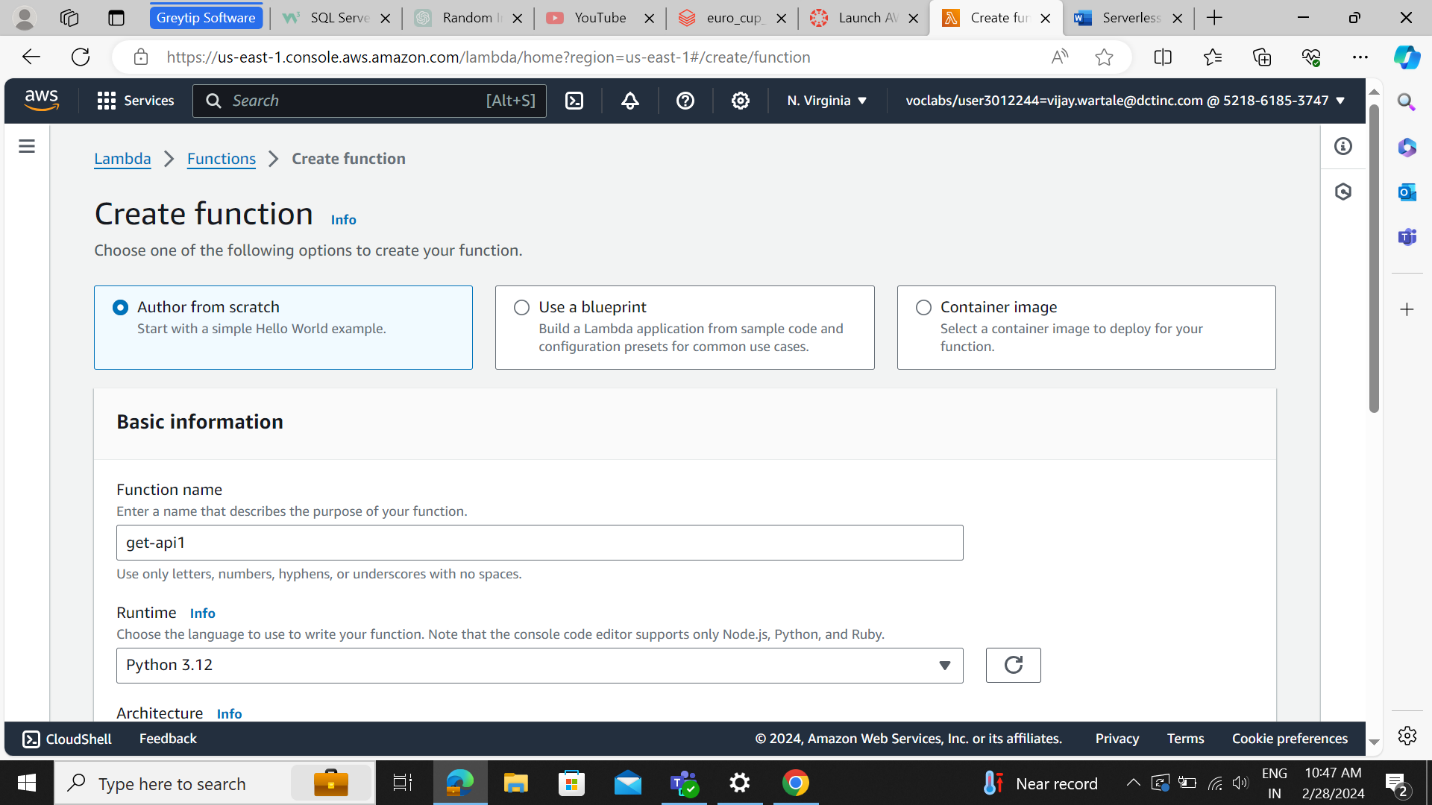 Greytip Software
SQL Serve
Random I
YouTube
euro_cup_
Launch AV
Create fun
Serverless
https://us-east-1.console.aws.amazon.com/lambda/home?region=us-east-1#/create/function
aws
Services
Search
[Alt+S]
N. Virginia
voclabs/user3012244=vijay.wartale@dctinc.com @ 5218-6185-3747
Lambda > Functions > Create function
Create function Info
Choose one of the following options to create your function.
Author from scratch
Start with a simple Hello World example.
Use a blueprint
Build a Lambda application from sample code and
configuration presets for common use cases.
Container image
Select a container image to deploy for your
function.
Basic information
Function name
Enter a name that describes the purpose of your function.
get-api1
Use only letters, numbers, hyphens, or underscores with no spaces.
Runtime Info
Choose the language to use to write your function. Note that the console code editor supports only Node.js, Python, and Ruby.
Python 3.12
Architecture Info
CloudShell
Feedback
© 2024, Amazon Web Services, Inc. or its affiliates.
Privacy
Terms
Cookie preferences
Type here to search
Near record
ENG
IN
10:47 AM
2/28/2024
2